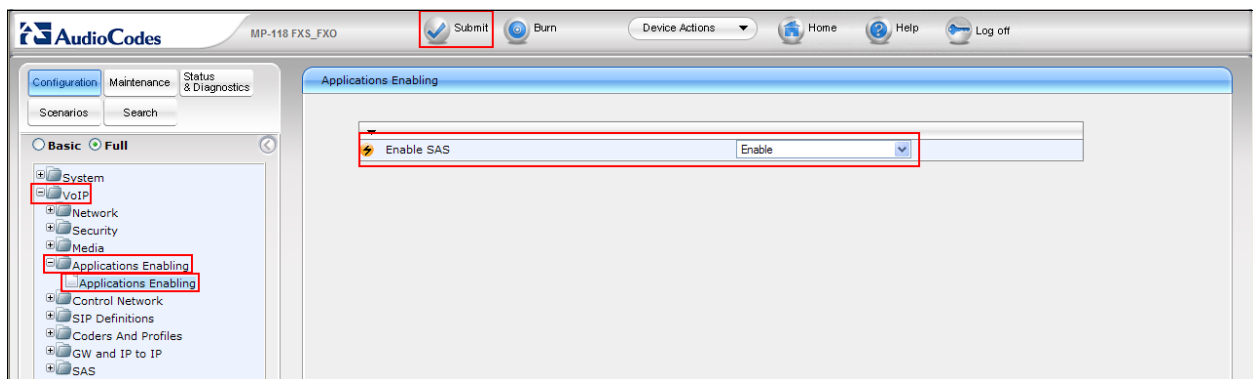 AudioCodes
MP-118 FXS_FXO
Submit
Burn
Device Actions
Home
Help
Log off
Configuration
Maintenance
Status
& Diagnostics
Scenarios
Search
Basic
Full
System
VoIP
Network
Security
Media
Applications Enabling
Applications Enabling
Control Network
SIP Definitions
Coders And Profiles
GW and IP to IP
SAS
Applications Enabling
Enable SAS
Enable